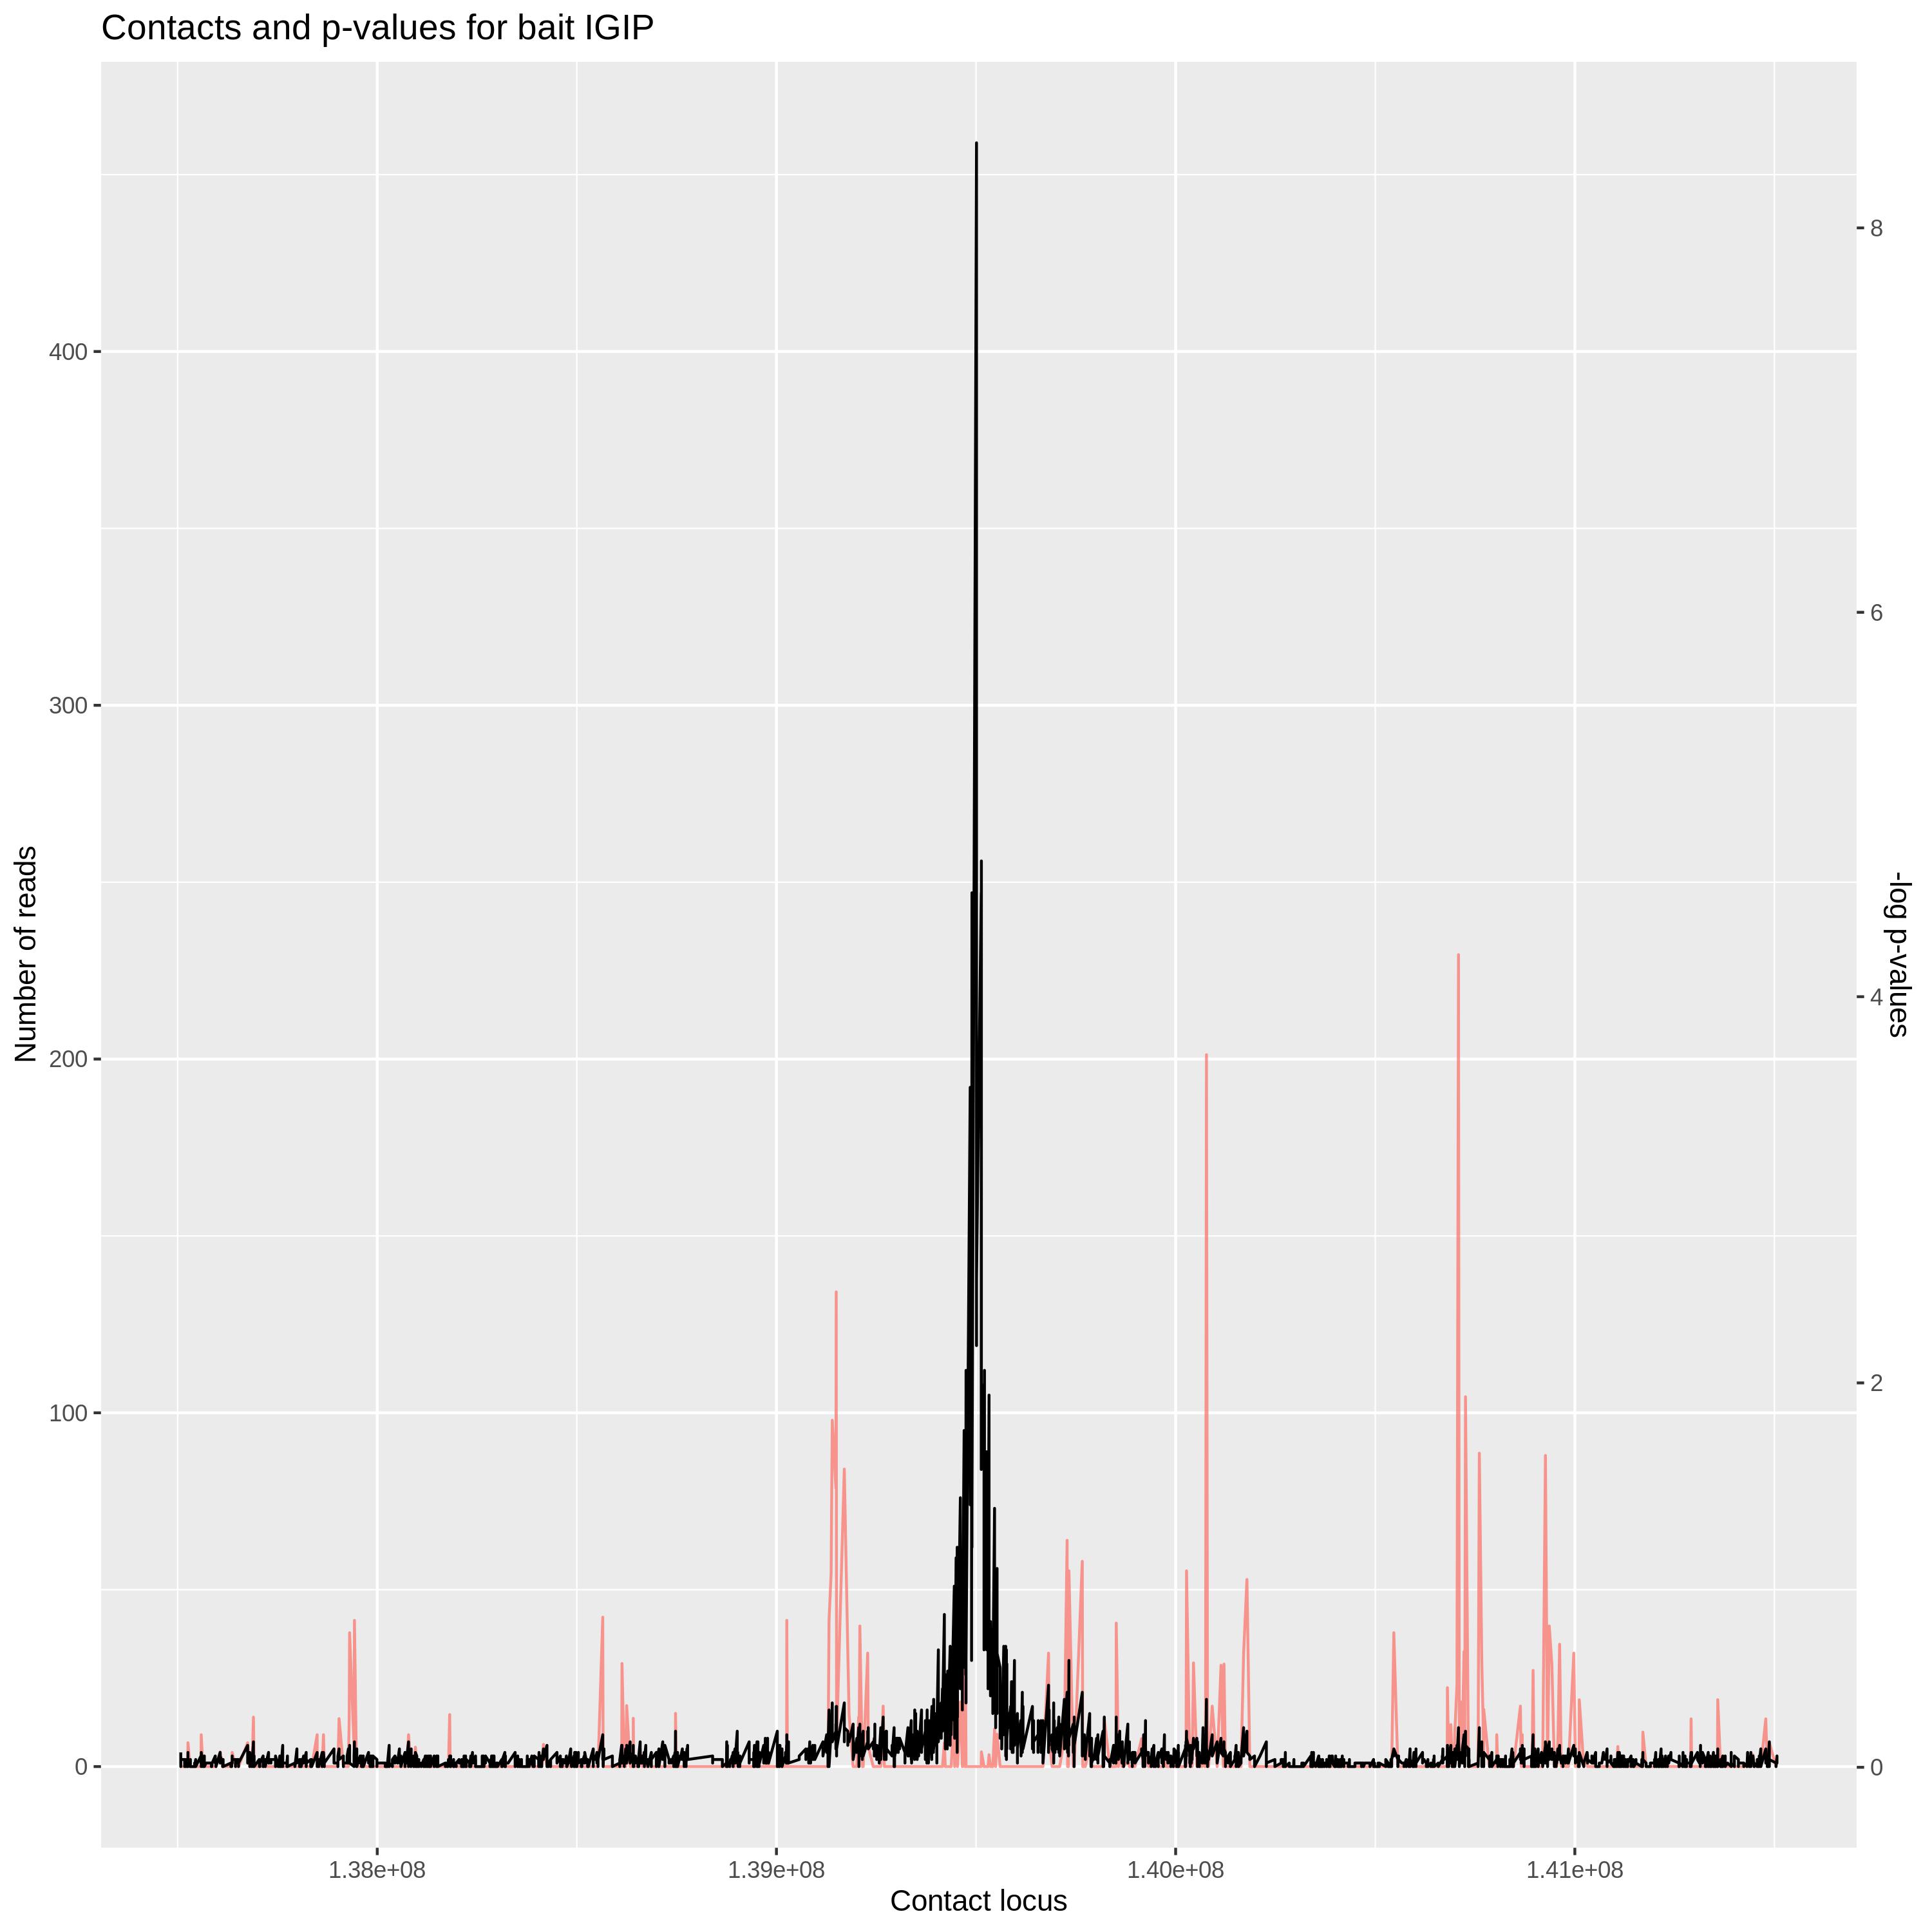 Contacts and p-values for bait IGIP
Number of reads
400
300
200
100
0
8
6
4
2
0
-log p-values
1.38e+08
1.39e+08
1.40e+08
1.41e+08
Contact locus